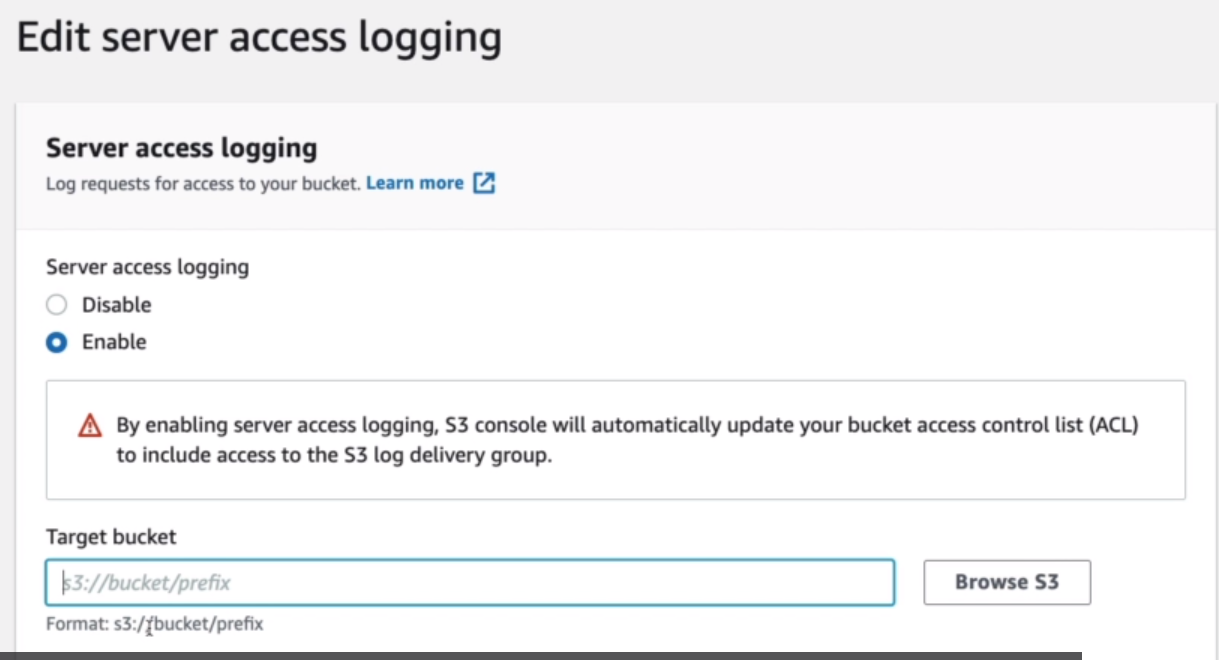 Edit server access logging
Server access logging
Log requests for access to your bucket. Learn more
Server access logging
Disable
Enable
By enabling server access logging, S3 console will automatically update your bucket access control list (ACL)
to include access to the S3 log delivery group.
Target bucket
s3://bucket/prefix
Browse S3
Format: s3://bucket/prefix